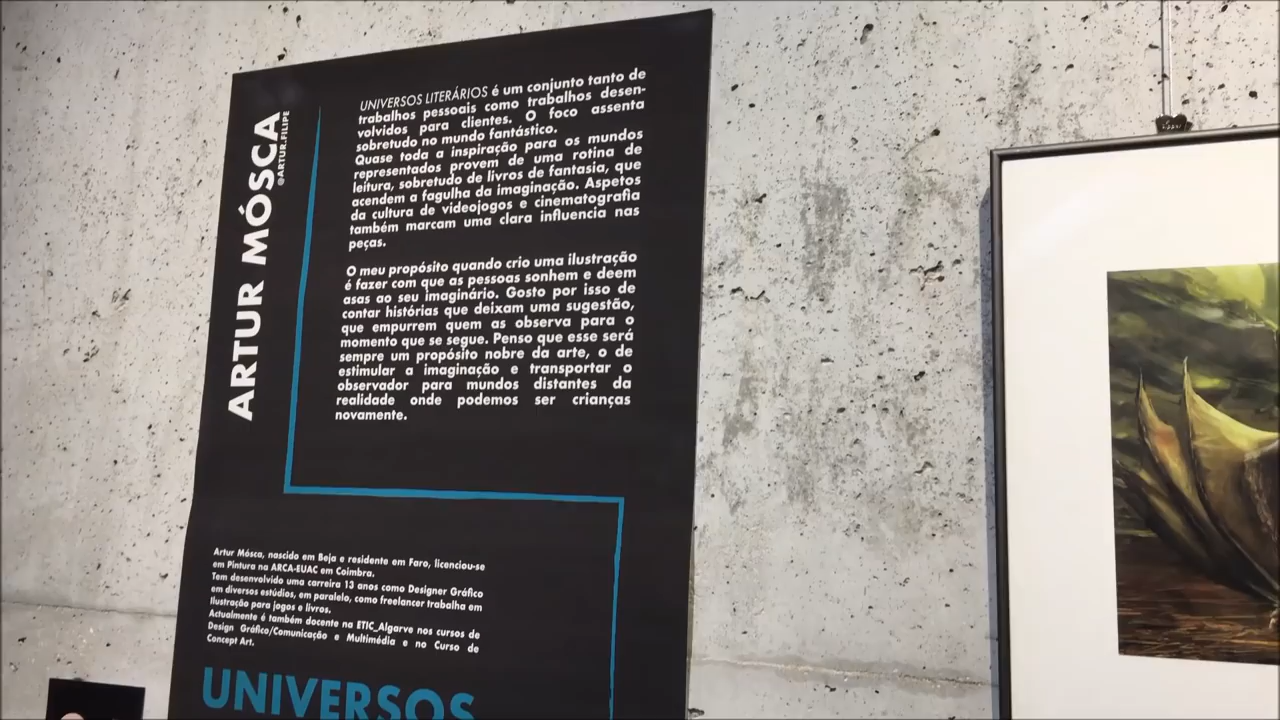 ARTUR MÓSCA
@ARTUR.FILIPE
UNIVERSOS LITERÁRIOS é um conjunto tanto de
trabalhos pessoais como trabalhos desen-
volvidos para clientes. O foco assenta
sobretudo no mundo fantástico.
Quase toda a inspiração para os mundos
representados provem de uma rotina de
leitura, sobretudo de livros de fantasia, que
acendem a fagulha da imaginação. Aspetos
da cultura de videojogos e cinematografia
também marcam uma clara influencia nas
peças.
O meu propósito quando crio uma ilustração
é fazer com que as pessoas sonhem e deem
asas ao seu imaginário. Gosto por isso de
contar histórias que deixam uma sugestão,
que empurrem quem as observa para o
momento que se segue. Penso que esse será
sempre um propósito nobre da arte, o de
estimular a imaginação e transportar o
observador para mundos distantes da
realidade onde podemos ser crianças
novamente.
Artur Mósca, nascido em Beja e residente em Faro, licenciou-se
em Pintura na ARCA-EUAC em Coimbra.
Tem desenvolvido uma carreira 13 anos como Designer Gráfico
em diversos estúdios, em paralelo, como freelancer trabalha em
Ilustração para jogos e livros.
Actualmente é também docente na ETIC_Algarve nos cursos de
Design Gráfico/Comunicação e Multimédia e no Curso de
Concept Art.
UNIVERSOS